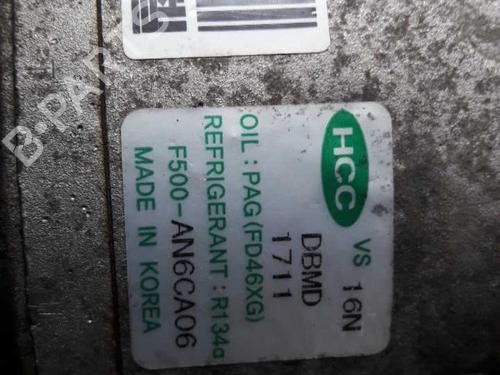 HCC VS 16N
DBMD
1711
OIL : PAG (FD46XG)
REFRIGERANT : R134a
F500-AN6CA06
MADE IN KOREA
B-PARTS